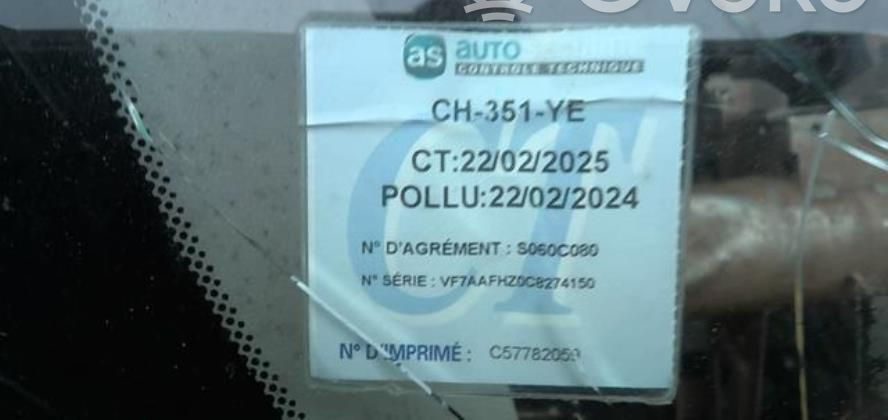 as AUTO
CONTROLE TECHNIQUE
CH-351-YE
CT:22/02/2025
POLLU:22/02/2024
N° D'AGRÉMENT : S060C080
N° SÉRIE : VF7AAFHZ0C8274150
N° D'IMPRIMÉ : C57782059